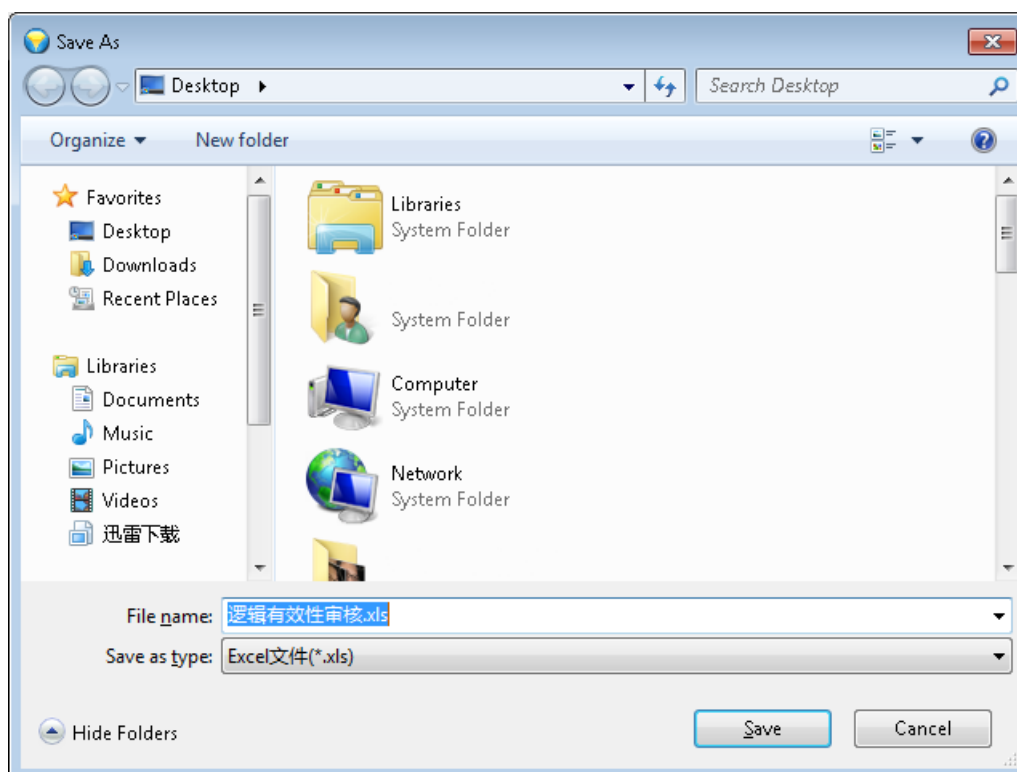 Save As
Desktop
Search Desktop
Organize
New folder
Favorites
Desktop
Downloads
Recent Places
Libraries
Documents
Music
Pictures
Videos
迅雷下载
Libraries
System Folder
System Folder
Computer
System Folder
Network
System Folder
File name: 逻辑有效性审核.xls
Save as type: Excel文件(*.xls)
Hide Folders
Save
Cancel